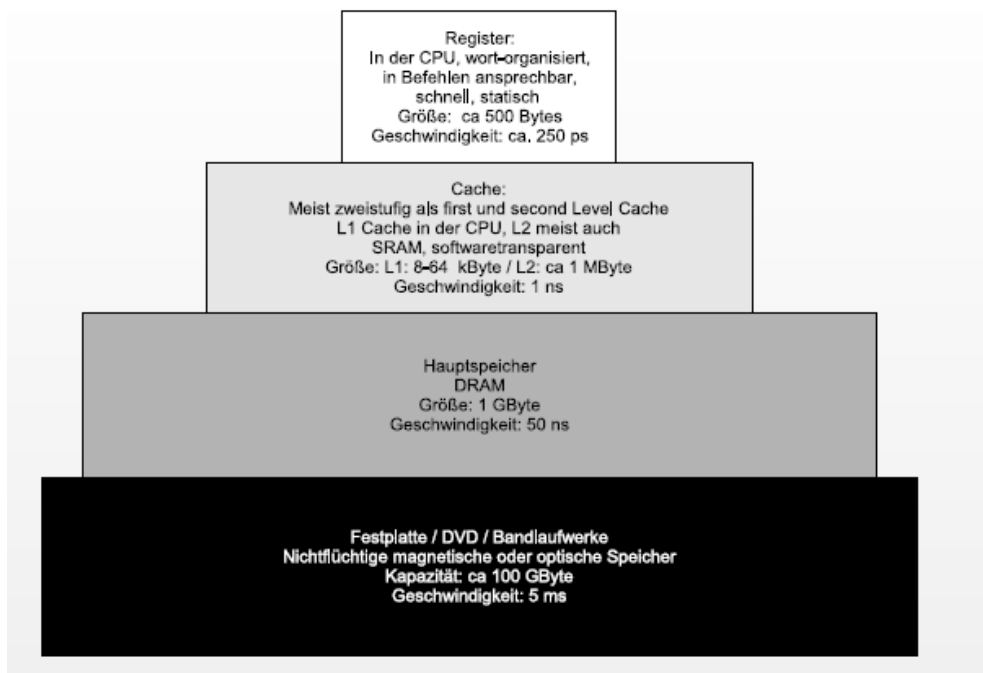 Register:
In der CPU, wort-organisiert,
in Befehlen ansprechbar,
schnell, statisch
Größe: ca 500 Bytes
Geschwindigkeit: ca. 250 ps
Cache:
Meist zweistufig als first und second Level Cache
L1 Cache in der CPU, L2 meist auch
SRAM, softwaretransparent
Größe: L1: 8-64 kByte / L2: ca 1 MByte
Geschwindigkeit: 1 ns
Hauptspeicher
DRAM
Größe: 1 GByte
Geschwindigkeit: 50 ns
Festplatte / DVD / Bandlaufwerke
Nichtflüchtige magnetische oder optische Speicher
Kapazität: ca 100 GByte
Geschwindigkeit: 5 ms